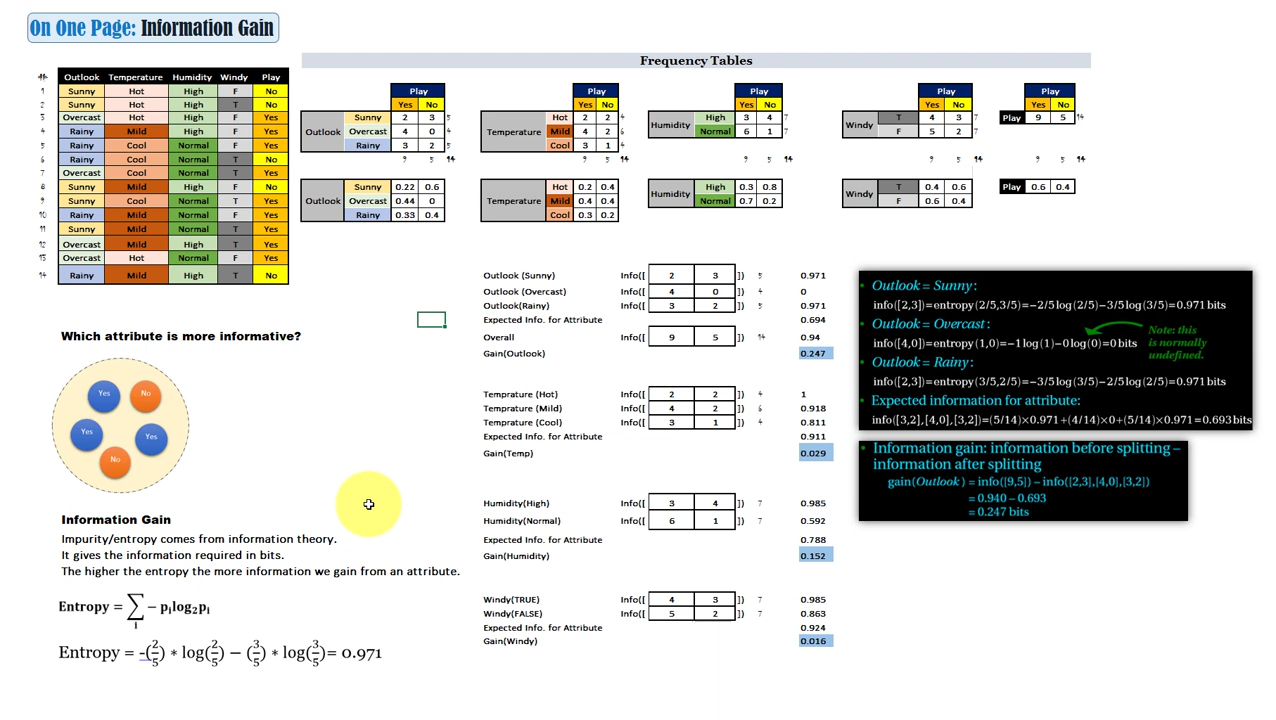 On One Page: Information Gain
Frequency Tables
# Outlook Temperature Humidity Windy Play
1 Sunny Hot High F No
2 Sunny Hot High T No
3 Overcast Hot High F Yes
4 Rainy Mild High F Yes
5 Rainy Cool Normal F Yes
6 Rainy Cool Normal T No
7 Overcast Cool Normal T Yes
8 Sunny Mild High F No
9 Sunny Cool Normal F Yes
10 Rainy Mild Normal F Yes
11 Sunny Mild Normal T Yes
12 Overcast Mild High T Yes
13 Overcast Hot Normal F Yes
14 Rainy Mild High T No
Play
Yes No
Outlook
Sunny 2 3 5
Overcast 4 0 4
Rainy 3 2 5
9 5 14
Outlook
Sunny 0.22 0.6
Overcast 0.44 0
Rainy 0.33 0.4
Play
Yes No
Temperature
Hot 2 2 4
Mild 4 2 6
Cool 3 1 4
9 5 14
Temperature
Hot 0.2 0.4
Mild 0.4 0.4
Cool 0.3 0.2
Play
Yes No
Humidity
High 3 4 7
Normal 6 1 7
9 5 14
Humidity
High 0.3 0.8
Normal 0.7 0.2
Play
Yes No
Windy
T 4 3 7
F 5 2 7
9 5 14
Windy
T 0.4 0.6
F 0.6 0.4
Play
Yes No
Play 9 5 14
9 5 14
Play 0.6 0.4
Outlook (Sunny) Info([ 2 3 ]) 5 0.971
Outlook (Overcast) Info([ 4 0 ]) 4 0
Outlook(Rainy) Info([ 3 2 ]) 5 0.971
Expected Info. for Attribute 0.694
Overall Info([ 9 5 ]) 14 0.94
Gain(Outlook) 0.247
Temprature (Hot) Info([ 2 2 ]) 4 1
Temprature (Mild) Info([ 4 2 ]) 6 0.918
Temprature (Cool) Info([ 3 1 ]) 4 0.811
Expected Info. for Attribute 0.911
Gain(Temp) 0.029
Humidity(High) Info([ 3 4 ]) 7 0.985
Humidity(Normal) Info([ 6 1 ]) 7 0.592
Expected Info. for Attribute 0.788
Gain(Humidity) 0.152
Windy(TRUE) Info([ 4 3 ]) 7 0.985
Windy(FALSE) Info([ 5 2 ]) 7 0.863
Expected Info. for Attribute 0.924
Gain(Windy) 0.016
• Outlook = Sunny:
info([2,3])=entropy(2/5,3/5)=−2/5log(2/5)−3/5log(3/5)=0.971bits
• Outlook = Overcast:
info([4,0])=entropy(1,0)=−1log(1)−0log(0)=0bits
Note: this
is normally
undefined.
• Outlook = Rainy:
info([2,3])=entropy(3/5,2/5)=−3/5log(3/5)−2/5log(2/5)=0.971bits
• Expected information for attribute:
info([3,2],[4,0],[3,2])=(5/14)×0.971+(4/14)×0+(5/14)×0.971=0.693bits
• Information gain: information before splitting –
information after splitting
gain(Outlook ) = info([9,5]) − info([2,3],[4,0],[3,2])
= 0.940 − 0.693
= 0.247 bits
Which attribute is more informative?
Yes No
Yes Yes
No
Information Gain
Impurity/entropy comes from information theory.
It gives the information required in bits.
The higher the entropy the more information we gain from an attribute.
Entropy = ∑i − pilog2pi
Entropy = -(2/5) ∗ log(2/5) − (3/5) ∗ log(3/5)= 0.971